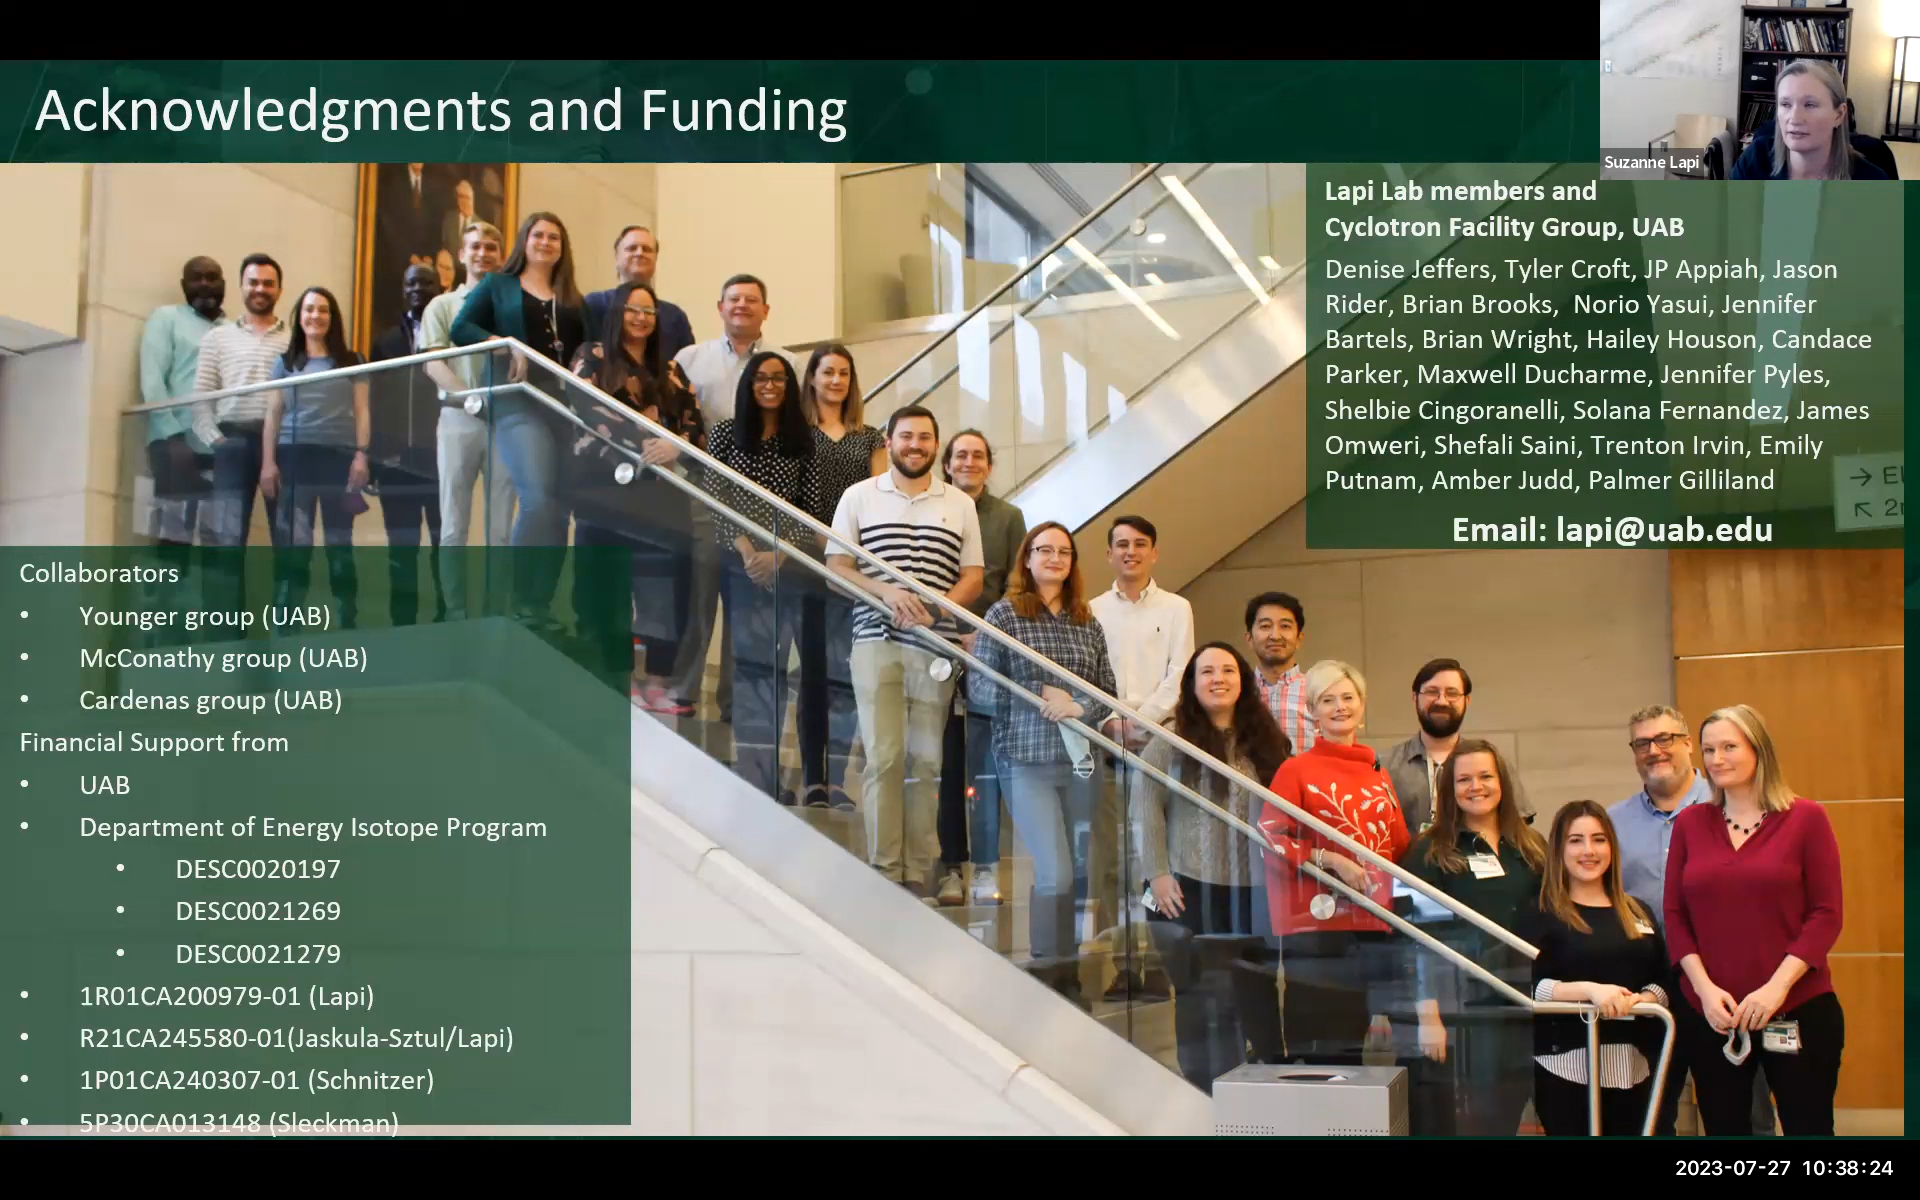 Acknowledgments and Funding
Suzanne Lapi
Lapi Lab members and
Cyclotron Facility Group, UAB
Denise Jeffers, Tyler Croft, JP Appiah, Jason
Rider, Brian Brooks, Norio Yasui, Jennifer
Bartels, Brian Wright, Hailey Houson, Candace
Parker, Maxwell Ducharme, Jennifer Pyles,
Shelbie Cingoranelli, Solana Fernandez, James
Omweri, Shefali Saini, Trenton Irvin, Emily
Putnam, Amber Judd, Palmer Gilliland
Email: lapi@uab.edu
Collaborators
• Younger group (UAB)
• McConathy group (UAB)
• Cardenas group (UAB)
Financial Support from
• UAB
• Department of Energy Isotope Program
• DESC0020197
• DESC0021269
• DESC0021279
• 1R01CA200979-01 (Lapi)
• R21CA245580-01(Jaskula-Sztul/Lapi)
• 1P01CA240307-01 (Schnitzer)
• 5P30CA013148 (Sleckman)
2023-07-27 10:38:24